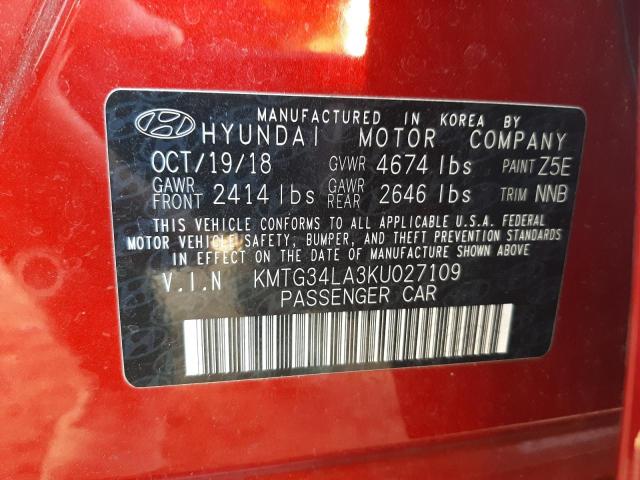 MANUFACTURED IN KOREA BY
HYUNDAI MOTOR COMPANY
OCT/19/18 GVWR 4674 lbs PAINT Z5E
GAWR FRONT 2414 lbs GAWR REAR 2646 lbs TRIM NNB
THIS VEHICLE CONFORMS TO ALL APPLICABLE U.S.A. FEDERAL
MOTOR VEHICLE SAFETY, BUMPER, AND THEFT PREVENTION STANDARDS IN
EFFECT ON THE DATE OF MANUFACTURE SHOWN ABOVE.
V.I.N KMTG34LA3KU027109
PASSENGER CAR